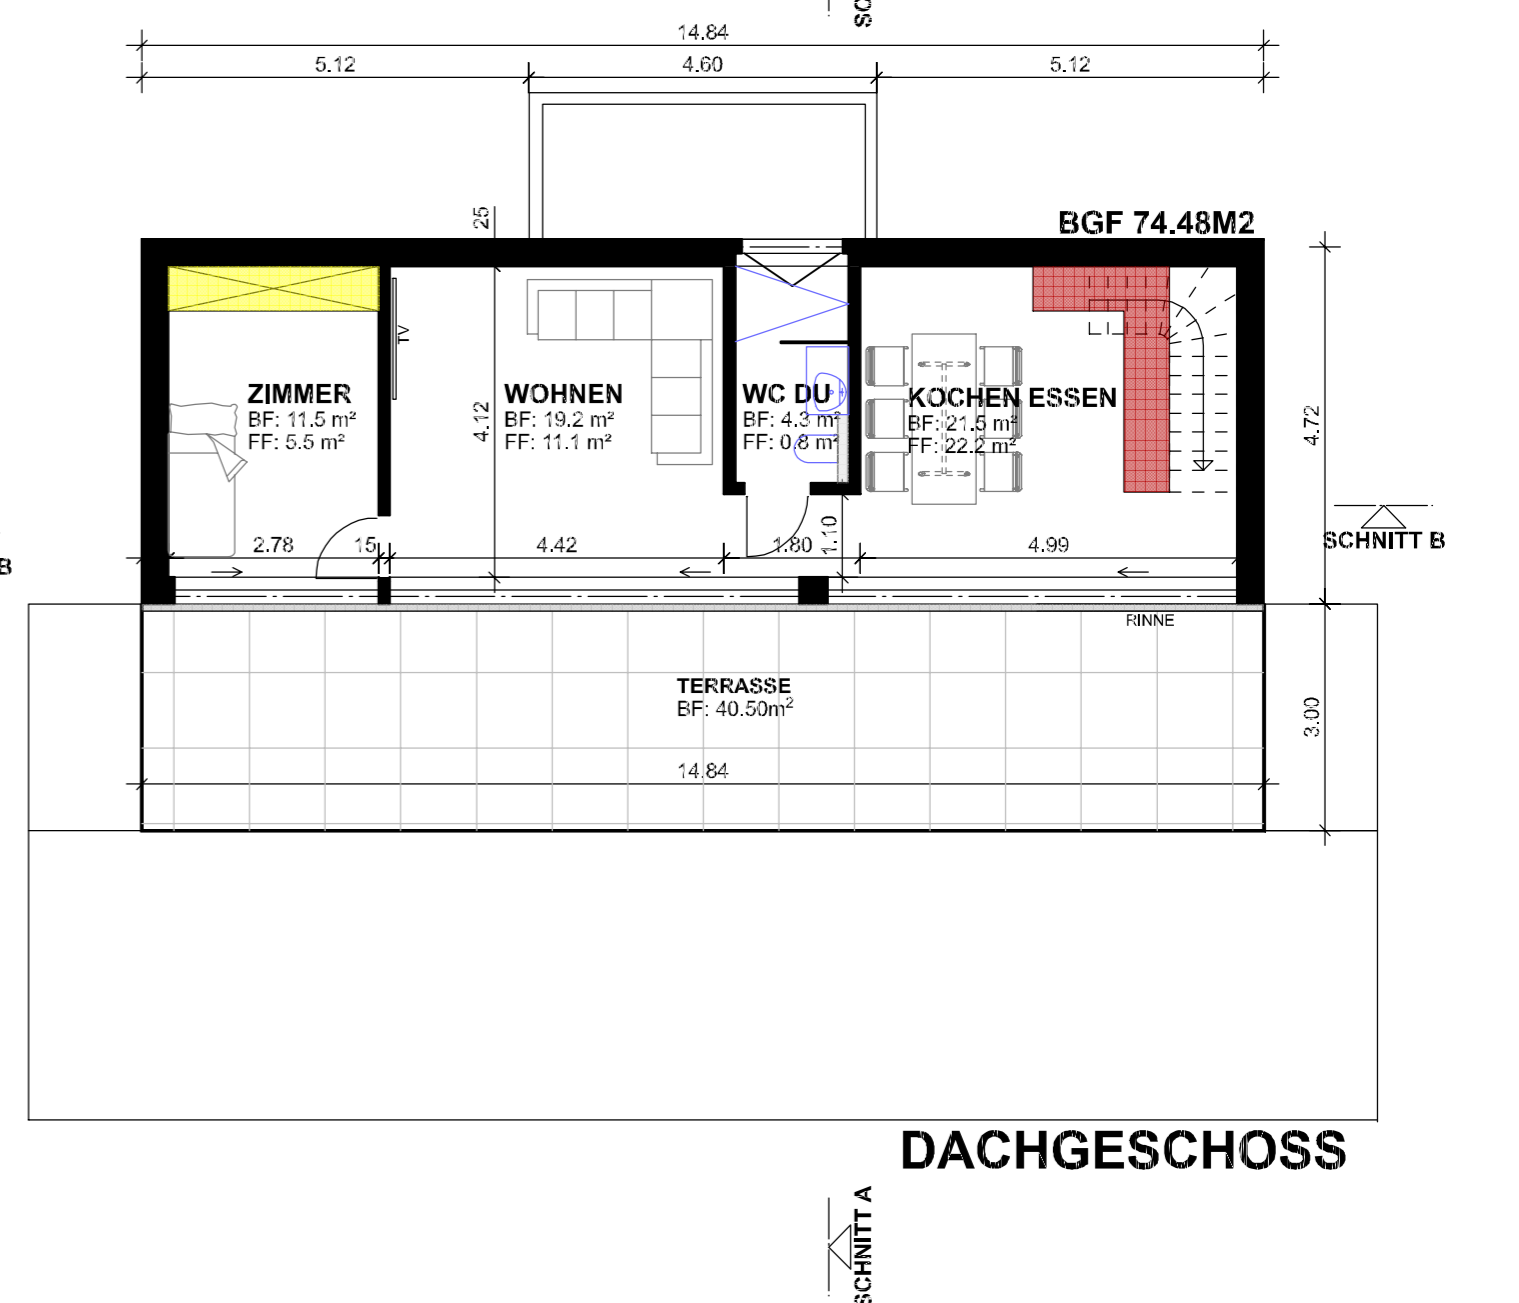 SC
14.84
5.12
4.60
5.12
25
BGF 74.48M2
TV
ZIMMER
BF: 11.5 m²
FF: 5.5 m²
WOHNEN
BF: 19.2 m²
FF: 11.1 m²
4.12
WC DU
BF: 4.3 m²
FF: 0.8 m²
KOCHEN ESSEN
BF: 21.5 m²
FF: 22.2 m²
4.72
SCHNITT B
B
2.78
15
4.42
1.80
1.10
4.99
RINNE
TERRASSE
BF: 40.50m²
3.00
14.84
DACHGESCHOSS
SCHNITT A